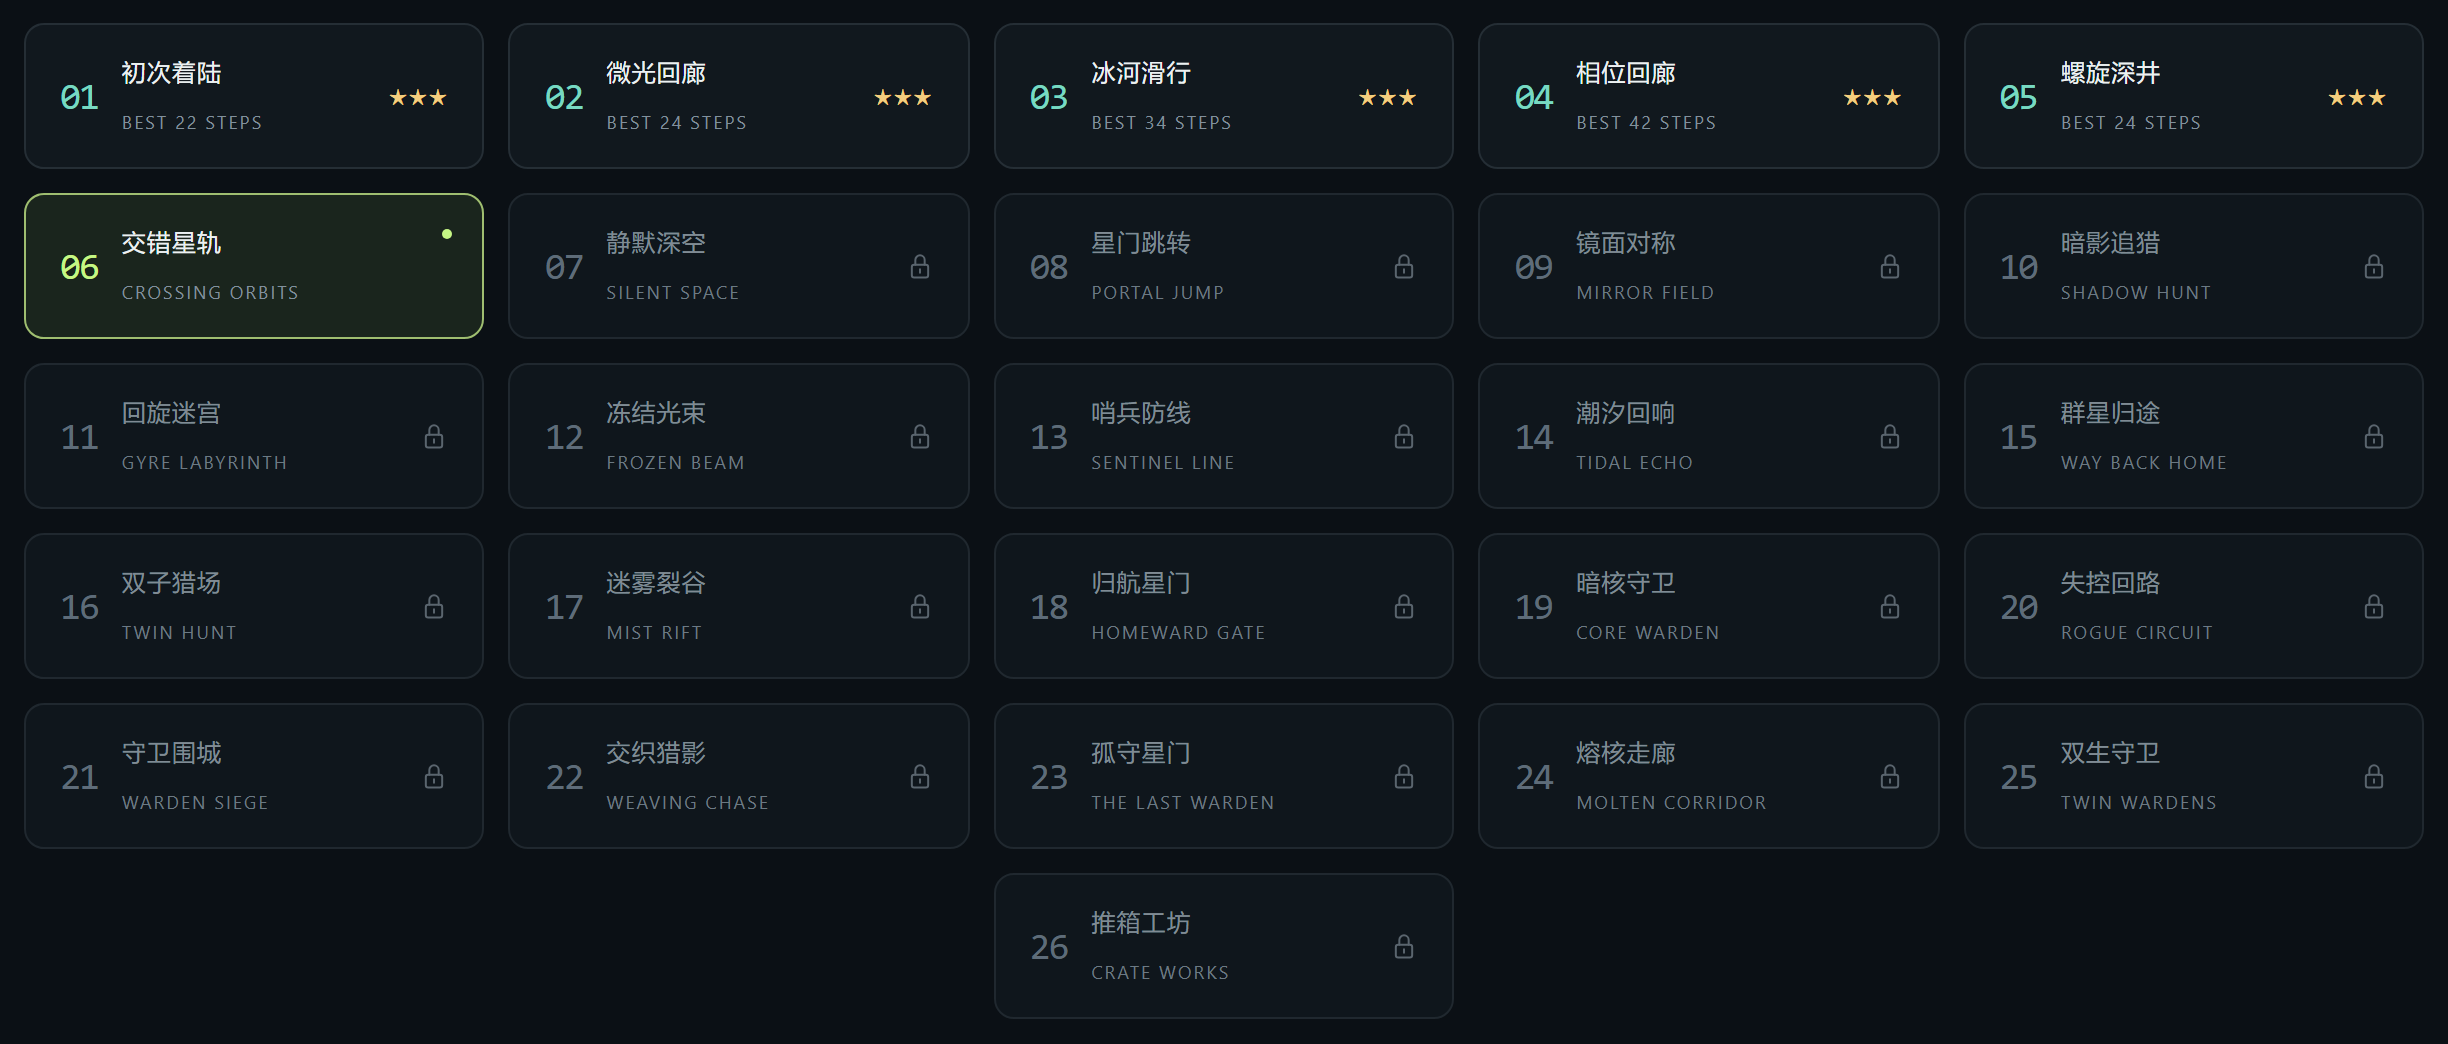 01
初次着陆
BEST 22 STEPS
★★★
02
微光回廊
BEST 24 STEPS
★★★
03
冰河滑行
BEST 34 STEPS
★★★
04
相位回廊
BEST 42 STEPS
★★★
05
螺旋深井
BEST 24 STEPS
★★★
06
交错星轨
CROSSING ORBITS
07
静默深空
SILENT SPACE
08
星门跳转
PORTAL JUMP
09
镜面对称
MIRROR FIELD
10
暗影追猎
SHADOW HUNT
11
回旋迷宫
GYRE LABYRINTH
12
冻结光束
FROZEN BEAM
13
哨兵防线
SENTINEL LINE
14
潮汐回响
TIDAL ECHO
15
群星归途
WAY BACK HOME
16
双子猎场
TWIN HUNT
17
迷雾裂谷
MIST RIFT
18
归航星门
HOMEWARD GATE
19
暗核守卫
CORE WARDEN
20
失控回路
ROGUE CIRCUIT
21
守卫围城
WARDEN SIEGE
22
交织猎影
WEAVING CHASE
23
孤守星门
THE LAST WARDEN
24
熔核走廊
MOLTEN CORRIDOR
25
双生守卫
TWIN WARDENS
26
推箱工坊
CRATE WORKS